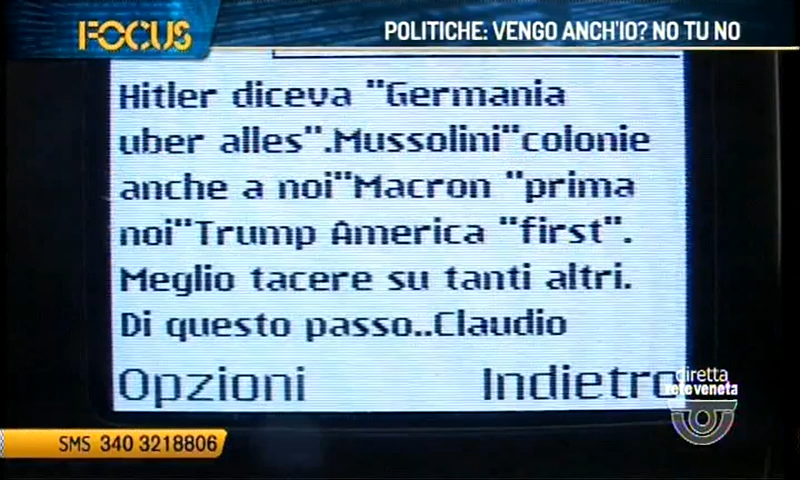 FOCUS
POLITICHE: VENGO ANCH'IO? NO TU NO
Hitler diceva "Germania
uber alles".Mussolini"colonie
anche a noi"Macron "prima
noi"Trump America "first".
Meglio tacere su tanti altri.
Di questo passo..Claudio
Opzioni Indietro
diretta
reteveneta
SMS 340 3218806